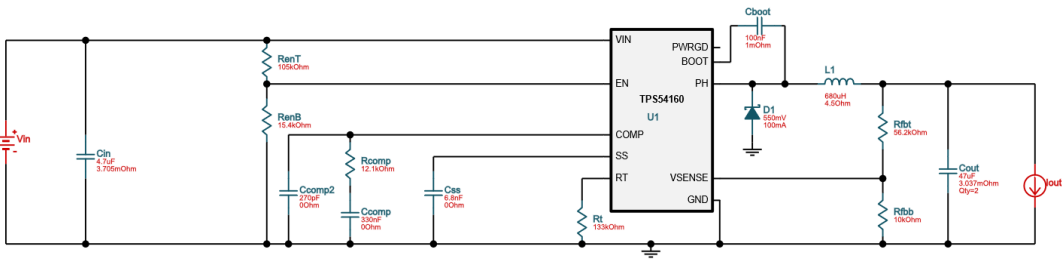 Vin
+
-
Cin
4.7uF
3.705mOhm
RenT
105kOhm
RenB
15.4kOhm
Ccomp2
270pF
0Ohm
Rcomp
12.1kOhm
Ccomp
330nF
0Ohm
Css
6.8nF
0Ohm
Rt
133kOhm
VIN
EN
COMP
SS
RT
PWRGD
BOOT
PH
TPS54160
U1
VSENSE
GND
Cboot
100nF
1mOhm
D1
550mV
100mA
L1
680uH
4.5Ohm
Rfbt
56.2kOhm
Rfbb
10kOhm
Cout
47uF
3.037mOhm
Qty=2
Iout